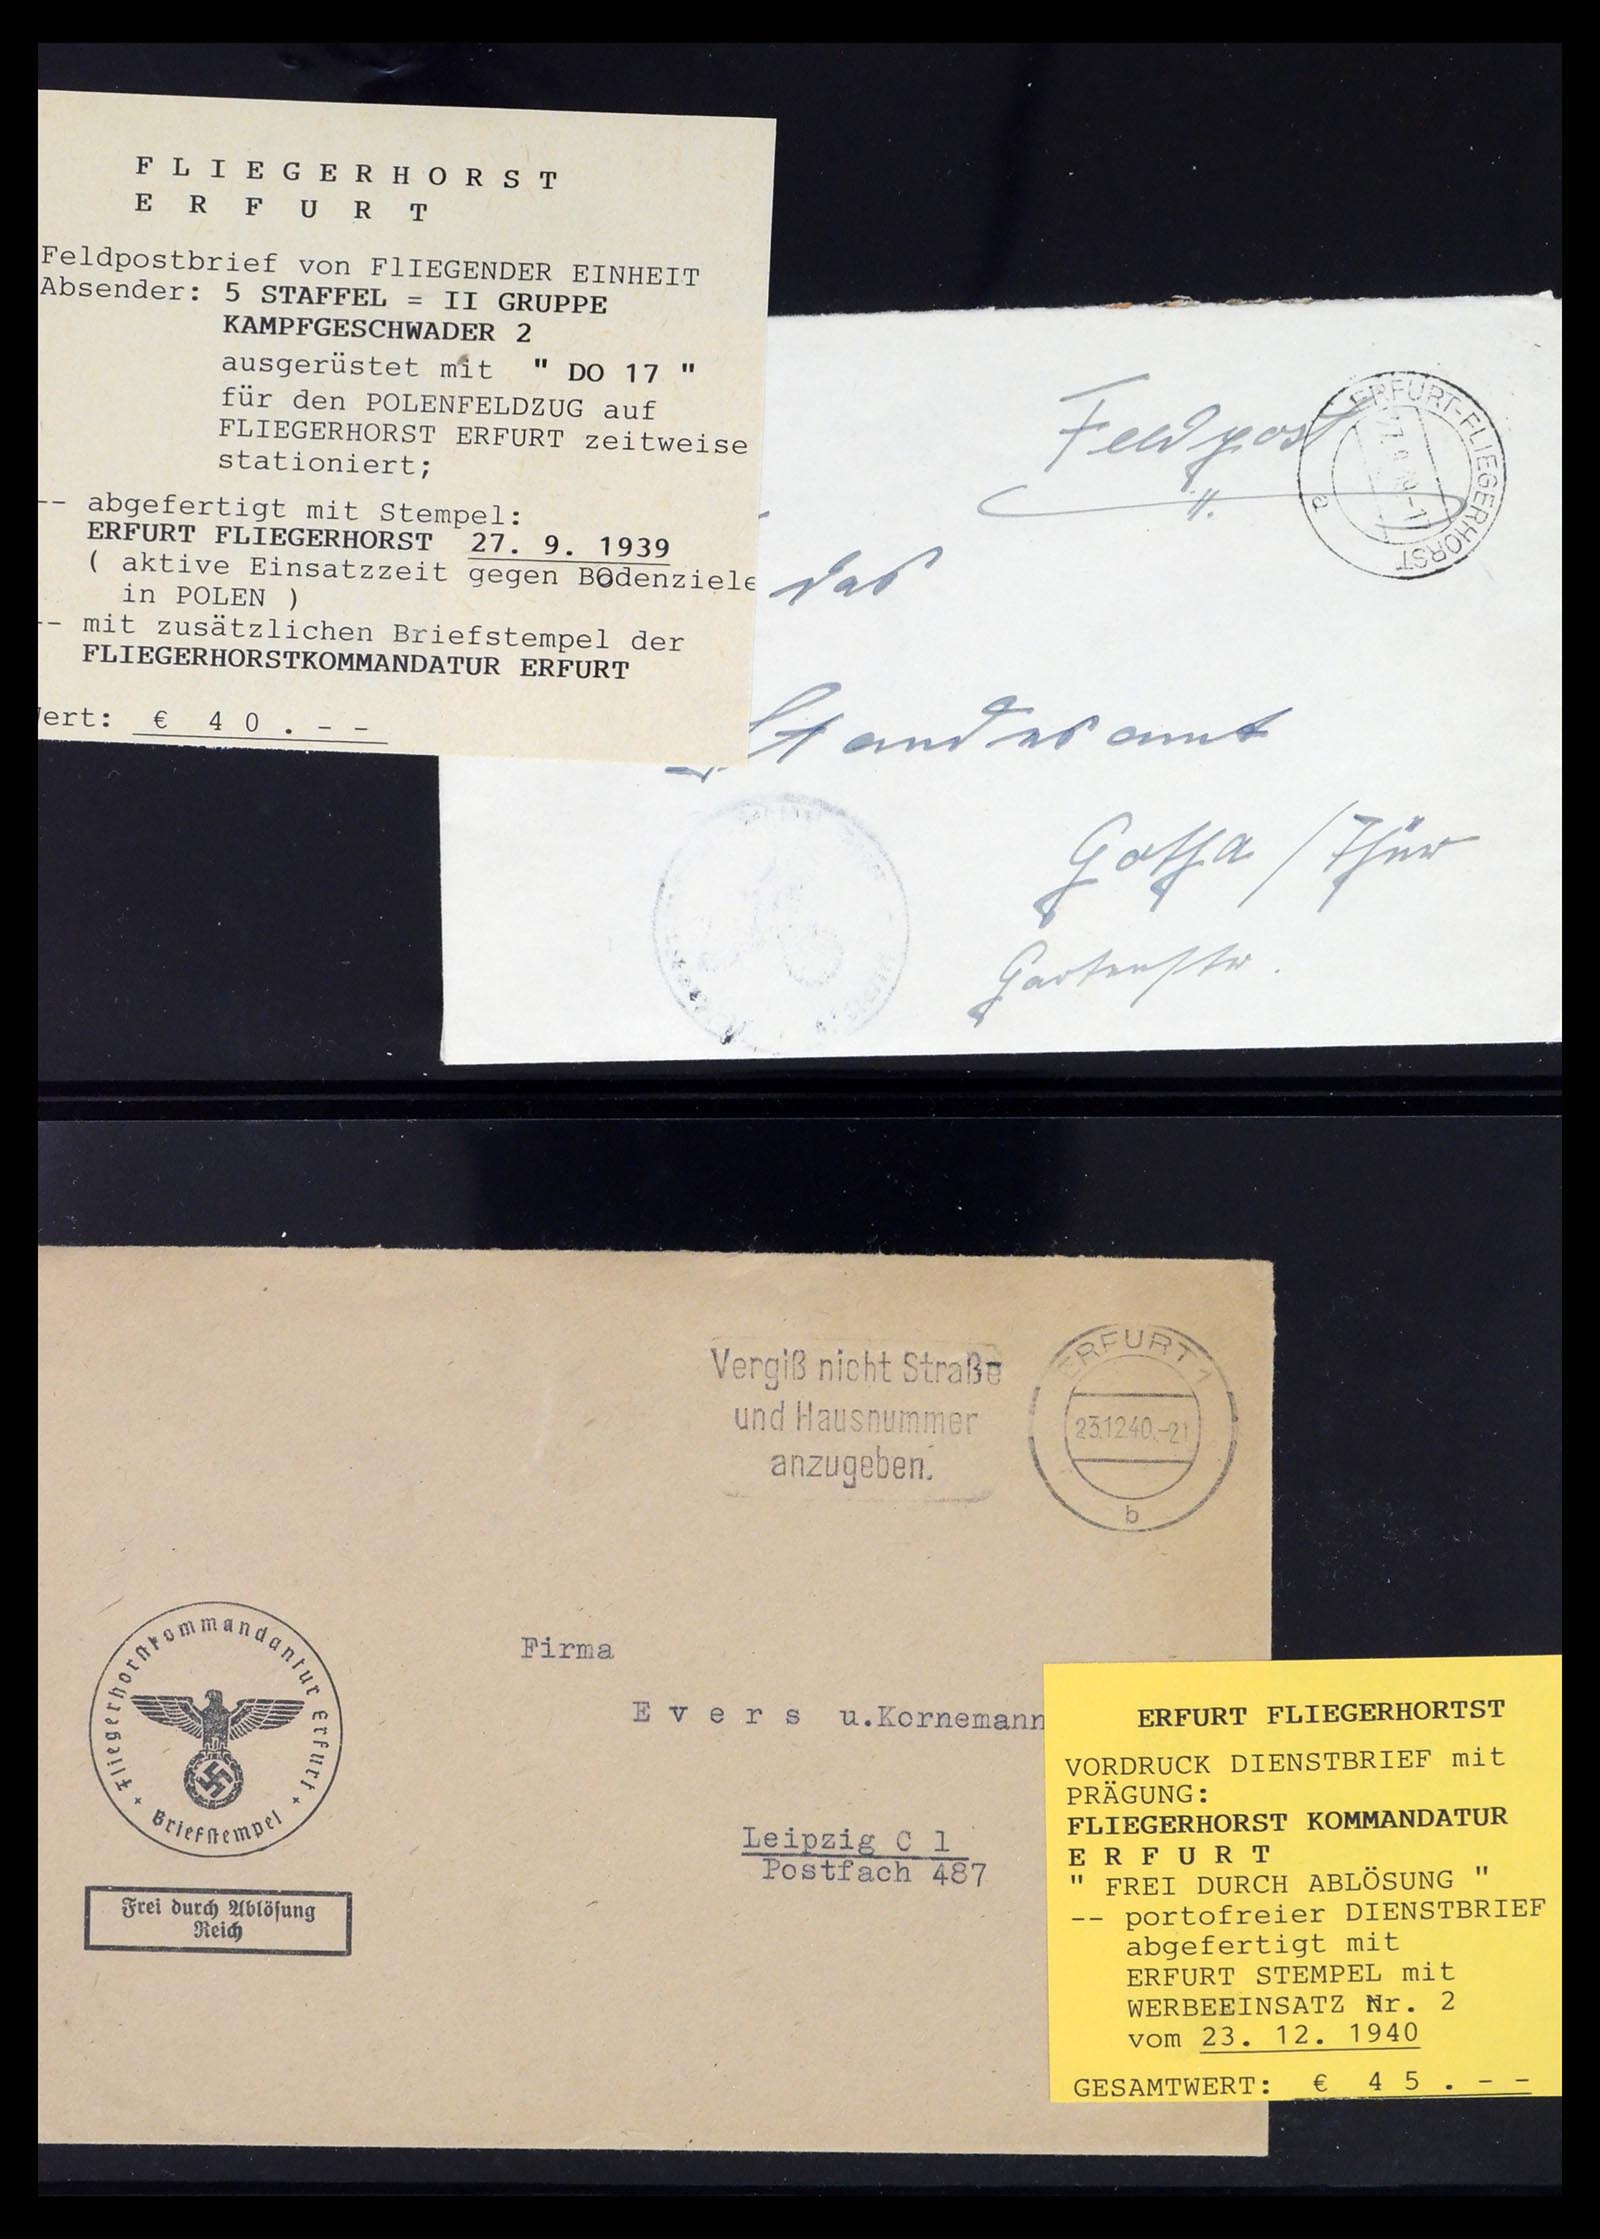 FLIEGERHORST
ERFURT
Feldpostbrief von FlIEGENDER EINHEIT
Absender: 5 STAFFEL = II GRUPPE
KAMPFGESCHWADER 2
ausgerüstet mit " DO 17 "
für den POLENFELDZUG auf
FLIEGERHORST ERFURT zeitweise
stationiert;
-- abgefertigt mit Stempel:
ERFURT FLIEGERHORST 27. 9. 1939
( aktive Einsatzzeit gegen BOdenziele
in POLEN )
-- mit zusätzlichen Briefstempel der
FLIEGERHORSTKOMMANDATUR ERFURT
Wert: € 40.--
Feldpost
ERFURT-FLIEGERHORST
a
das
Standesamt
Gotha / Thür
Gartenstr.
Vergiß nicht Straße
und Hausnummer
anzugeben.
ERFURT 1
23.12.40.-21
b
Fliegerhorstkommandantur Erfurt
Briefstempel
Frei durch Ablösung
Reich
Firma
Evers u.Kornemann
Leipzig C 1
Postfach 487
ERFURT FLIEGERHORTST
VORDRUCK DIENSTBRIEF mit
PRÄGUNG:
FLIEGERHORST KOMMANDATUR
ERFURT
" FREI DURCH ABLÖSUNG "
-- portofreier DIENSTBRIEF
abgefertigt mit
ERFURT STEMPEL mit
WERBEEINSATZ Nr. 2
vom 23. 12. 1940
GESAMTWERT: € 45.--